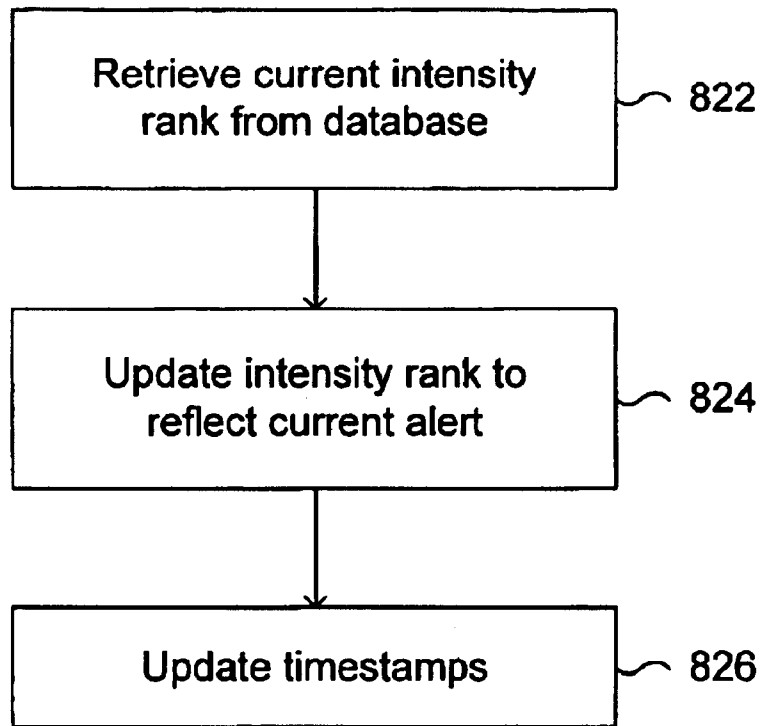 Retrieve current intensity
rank from database
822
Update intensity rank to
reflect current alert
824
Update timestamps
826